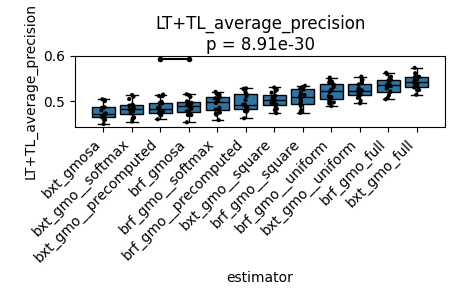 LT+TL_average_precision
p = 8.91e-30
LT+TL_average_precision
0.6
0.5
bxt_gmosa
bxt_gmo__softmax
bxt_gmo__precomputed
brf_gmosa
brf_gmo__softmax
brf_gmo__precomputed
bxt_gmo__square
brf_gmo__square
brf_gmo__uniform
bxt_gmo__uniform
brf_gmo_full
bxt_gmo_full
estimator